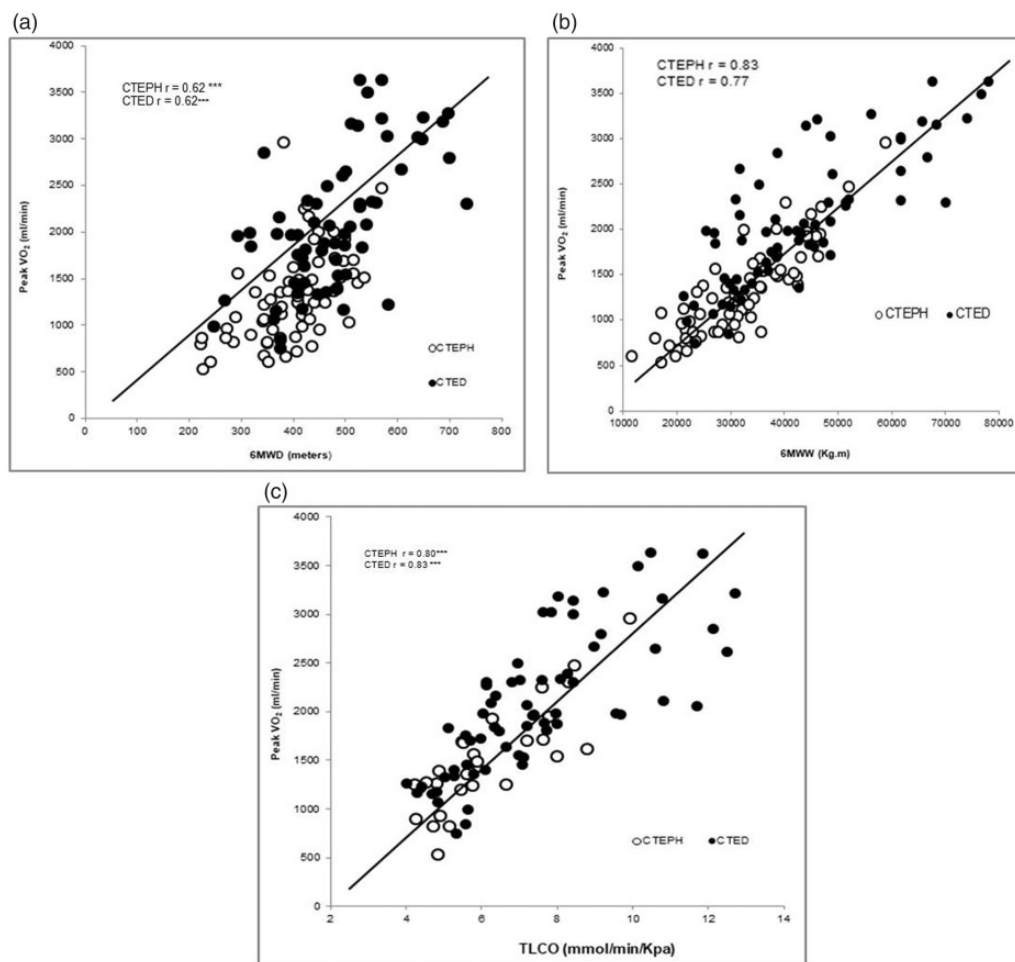 (a)
4000
3500
3000
2500
2000
1500
1000
500
0
Peak VO2 (ml/min)
CTEPH r = 0.62 ***
CTED r = 0.62***
CTEPH
CTED
0 100 200 300 400 500 600 700 800
6MWD (meters)
(b)
4000
3500
3000
2500
2000
1500
1000
500
0
Peak VO2 (ml/min)
CTEPH r = 0.83
CTED r = 0.77
CTEPH CTED
10000 20000 30000 40000 50000 60000 70000 80000
6MWW (Kg.m)
(c)
4000
3500
3000
2500
2000
1500
1000
500
0
Peak VO2 (ml/min)
CTEPH r = 0.80***
CTED r = 0.83 ***
CTEPH CTED
2 4 6 8 10 12 14
TLCO (mmol/min/Kpa)